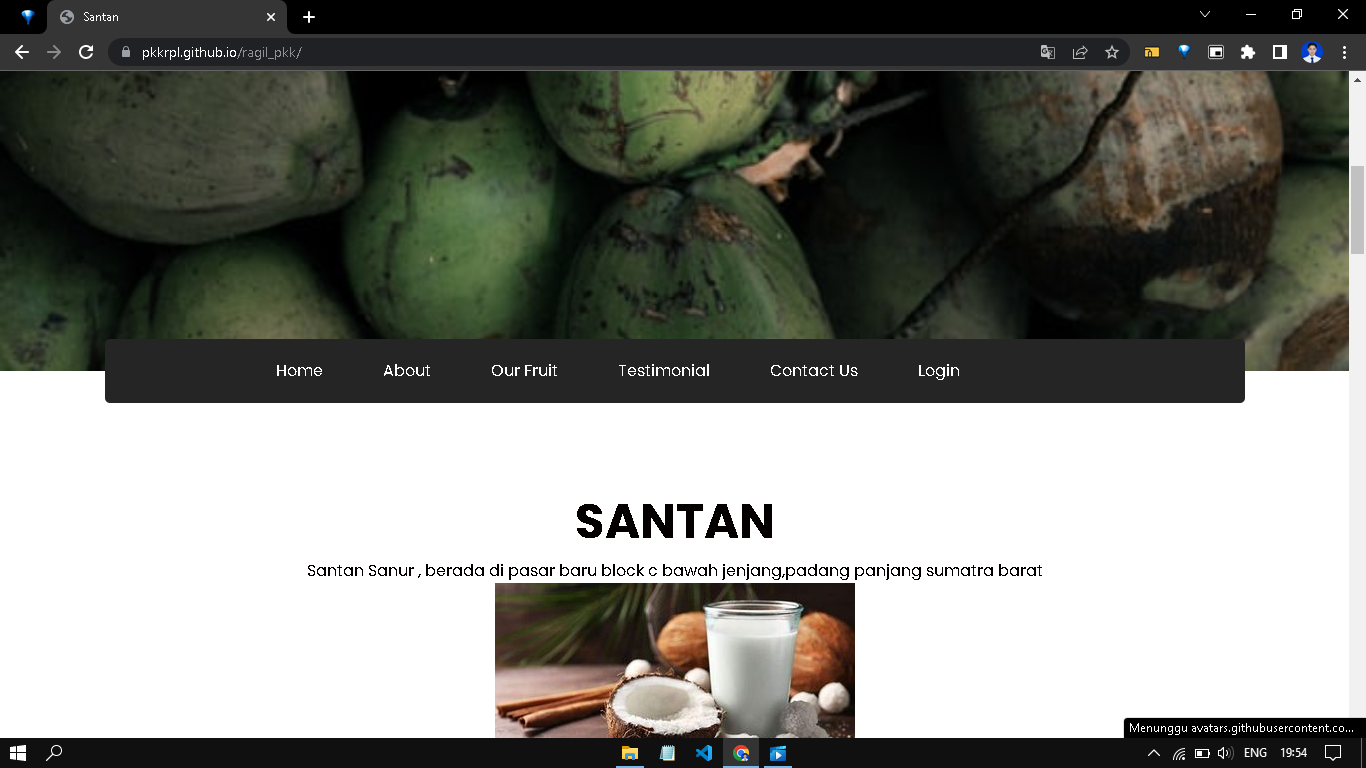 Santan
pkkrpl.github.io/ragil_pkk/
Home About Our Fruit Testimonial Contact Us Login
SANTAN
Santan Sanur , berada di pasar baru block c bawah jenjang,padang panjang sumatra barat
Menunggu avatars.githubusercontent.co...
ENG 19:54